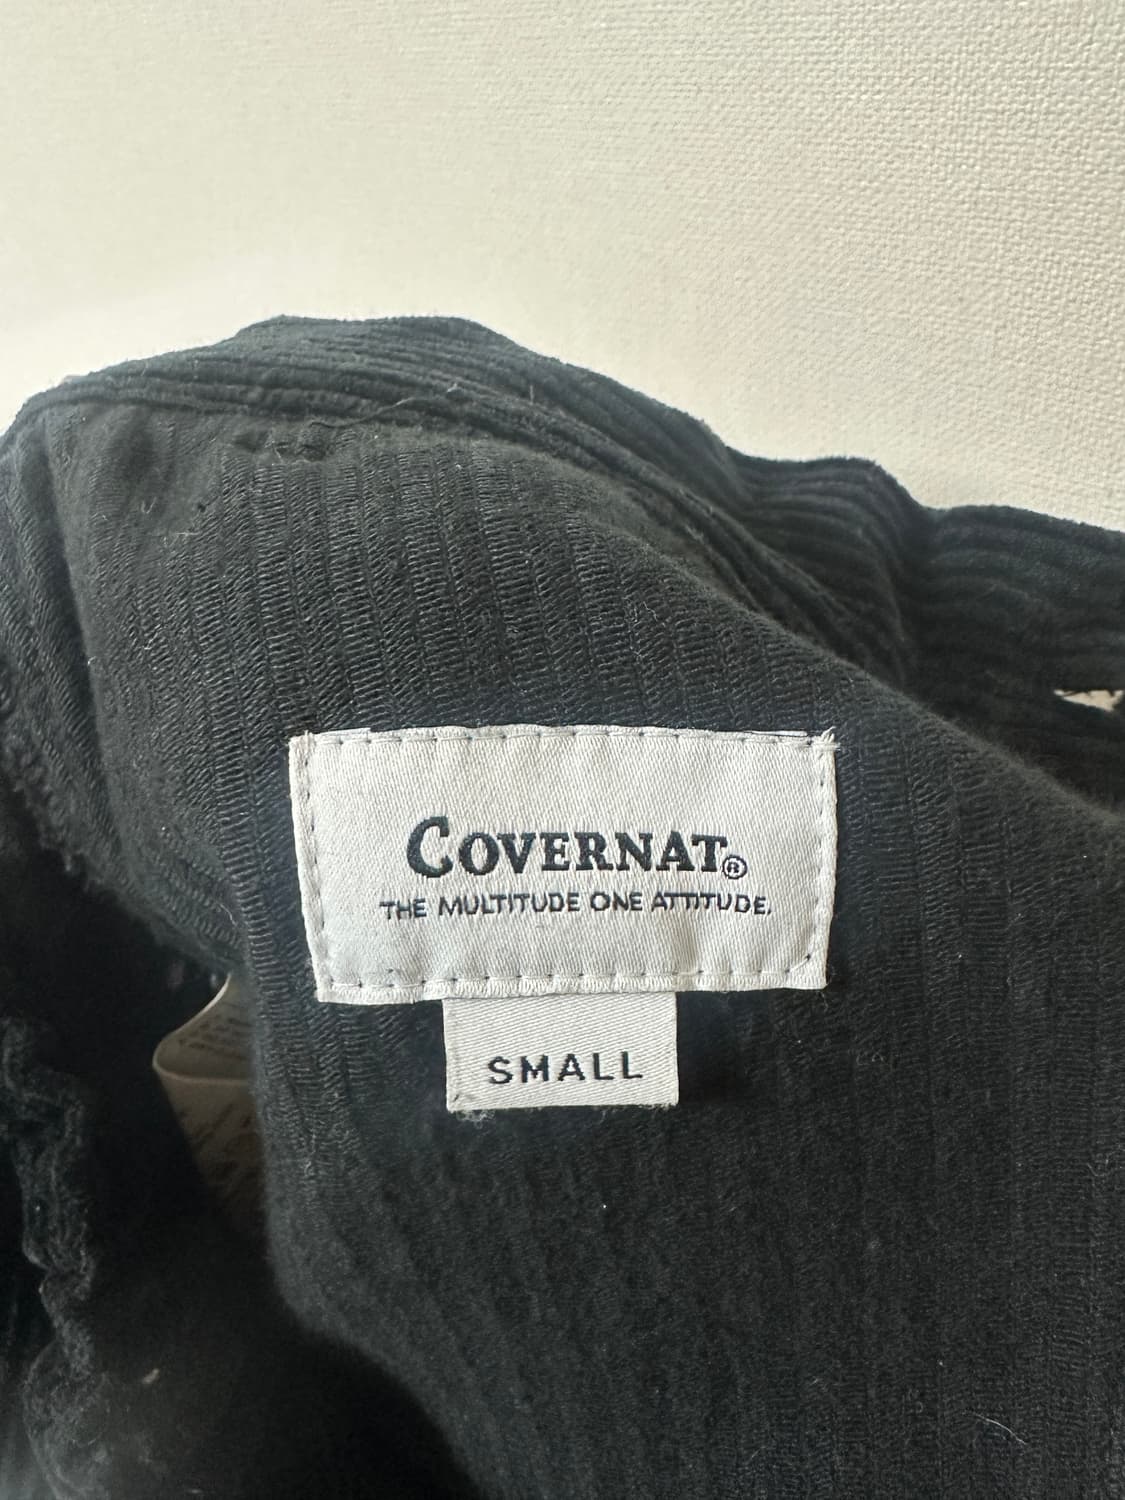 COVERNAT®
THE MULTITUDE ONE ATTITUDE.
SMALL